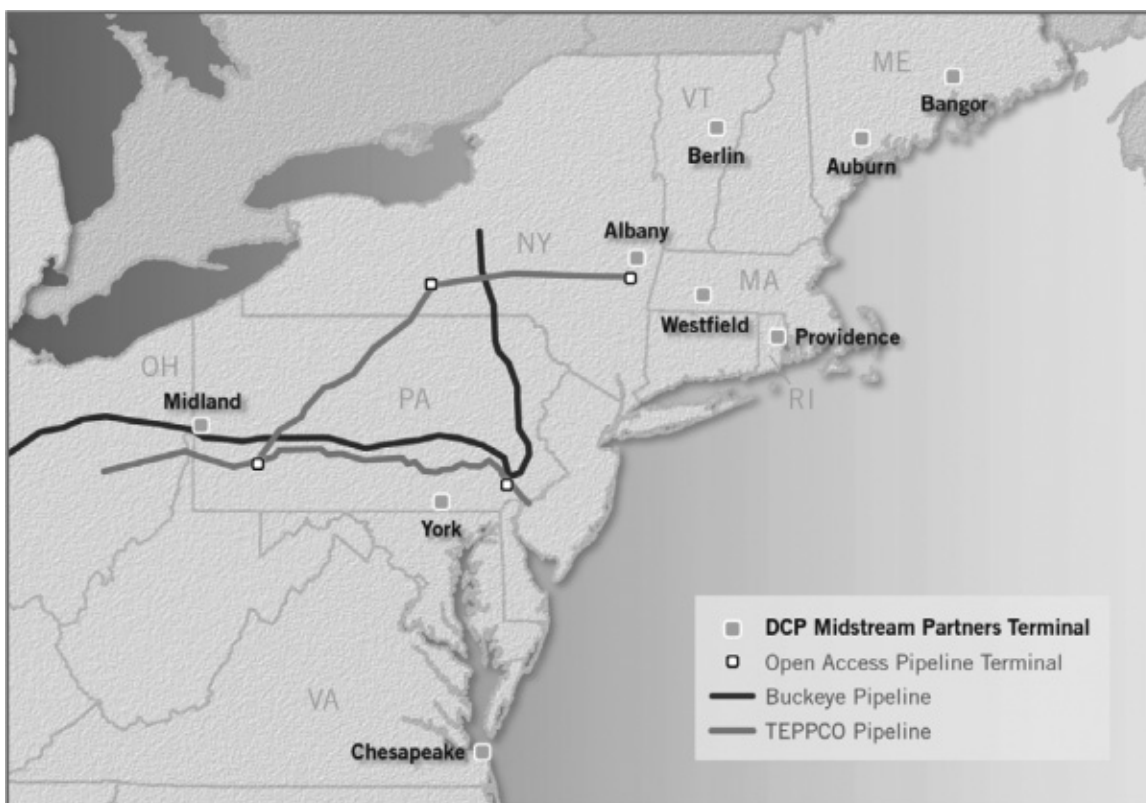 ME
Bangor
VT
Berlin
Auburn
Albany
NY
MA
Westfield
Providence
RI
OH
Midland
PA
York
VA
Chesapeake
DCP Midstream Partners Terminal
Open Access Pipeline Terminal
Buckeye Pipeline
TEPPCO Pipeline